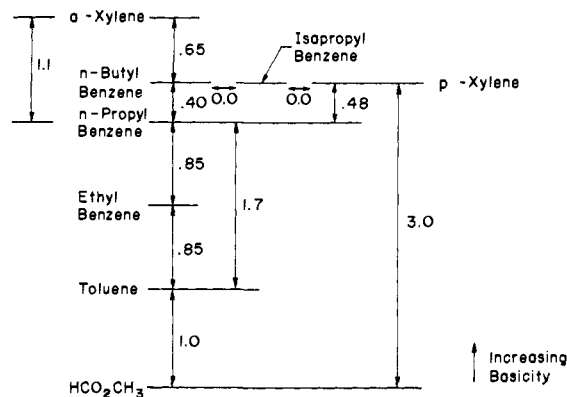 o -Xylene
1.1
.65
Isapropyl
Benzene
n-Butyl
Benzene
0.0
0.0
p -Xylene
.40
.48
n-Propyl
Benzene
.85
1.7
3.0
Ethyl
Benzene
.85
Toluene
1.0
HCO₂CH₃
Increasing
Basicity